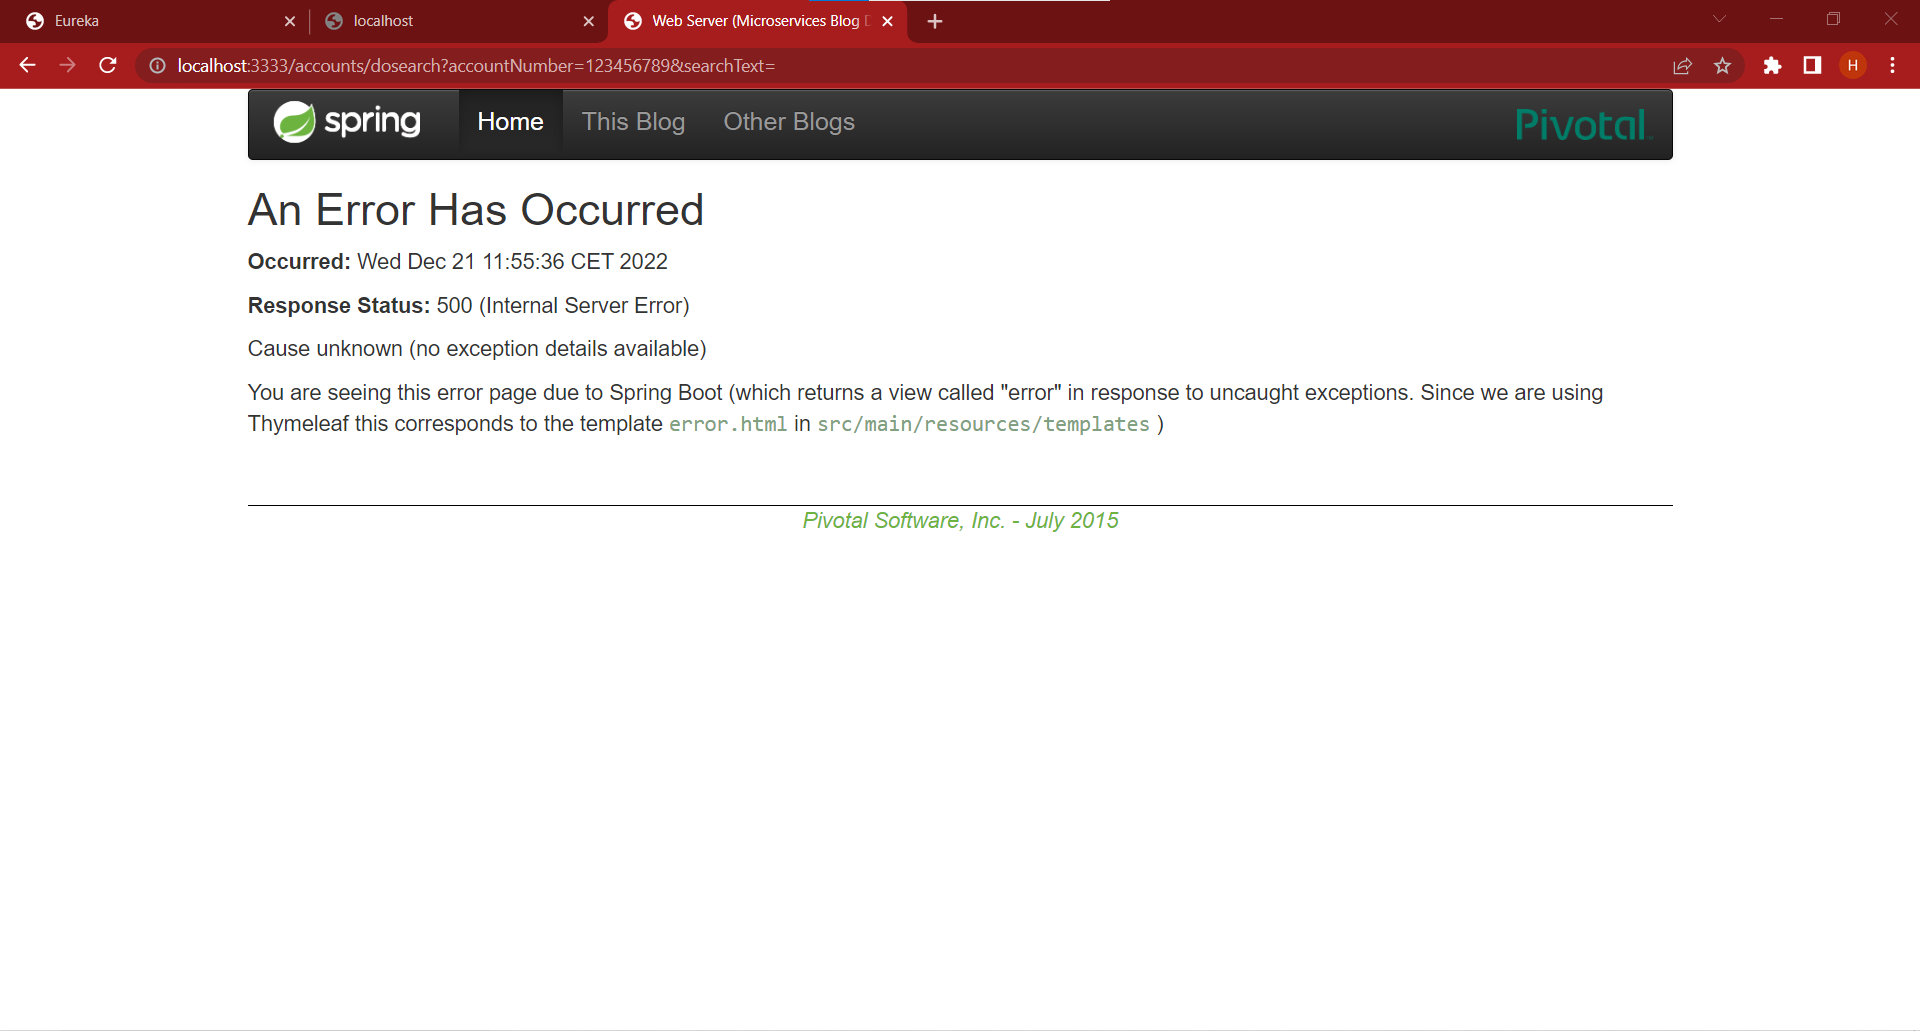 Eureka
localhost
Web Server (Microservices Blog
localhost:3333/accounts/dosearch?accountNumber=123456789&searchText=
H
spring Home This Blog Other Blogs Pivotal
An Error Has Occurred
Occurred: Wed Dec 21 11:55:36 CET 2022
Response Status: 500 (Internal Server Error)
Cause unknown (no exception details available)
You are seeing this error page due to Spring Boot (which returns a view called "error" in response to uncaught exceptions. Since we are using
Thymeleaf this corresponds to the template error.html in src/main/resources/templates )
Pivotal Software, Inc. - July 2015